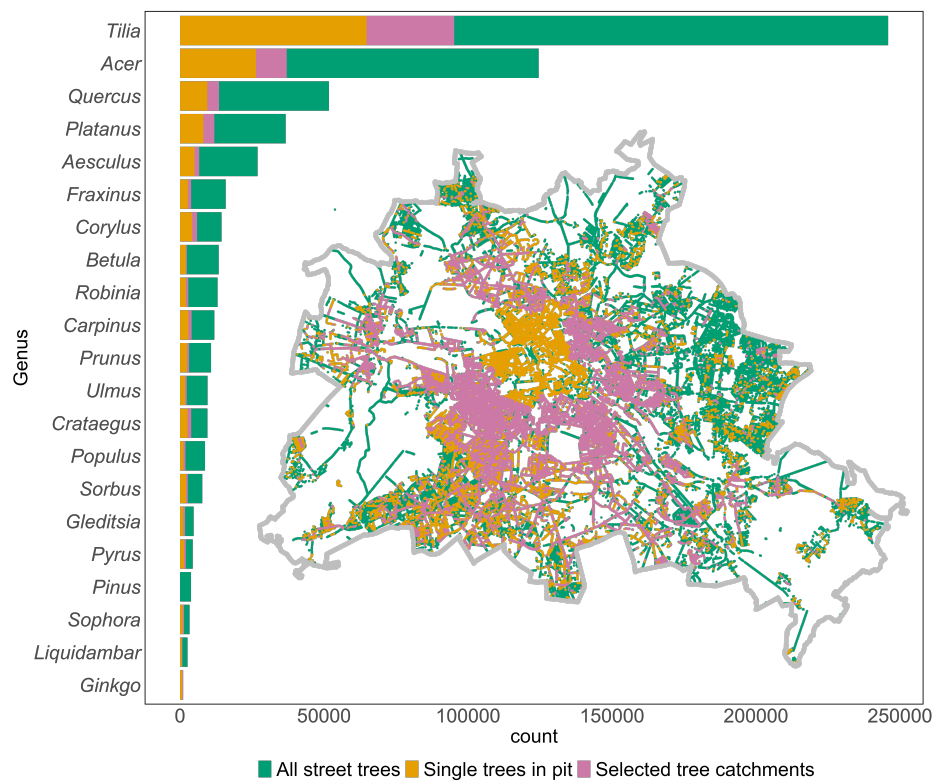 Genus
Tilia
Acer
Quercus
Platanus
Aesculus
Fraxinus
Corylus
Betula
Robinia
Carpinus
Prunus
Ulmus
Crataegus
Populus
Sorbus
Gleditsia
Pyrus
Pinus
Sophora
Liquidambar
Ginkgo
0 50000 100000 150000 200000 250000
count
All street trees Single trees in pit Selected tree catchments